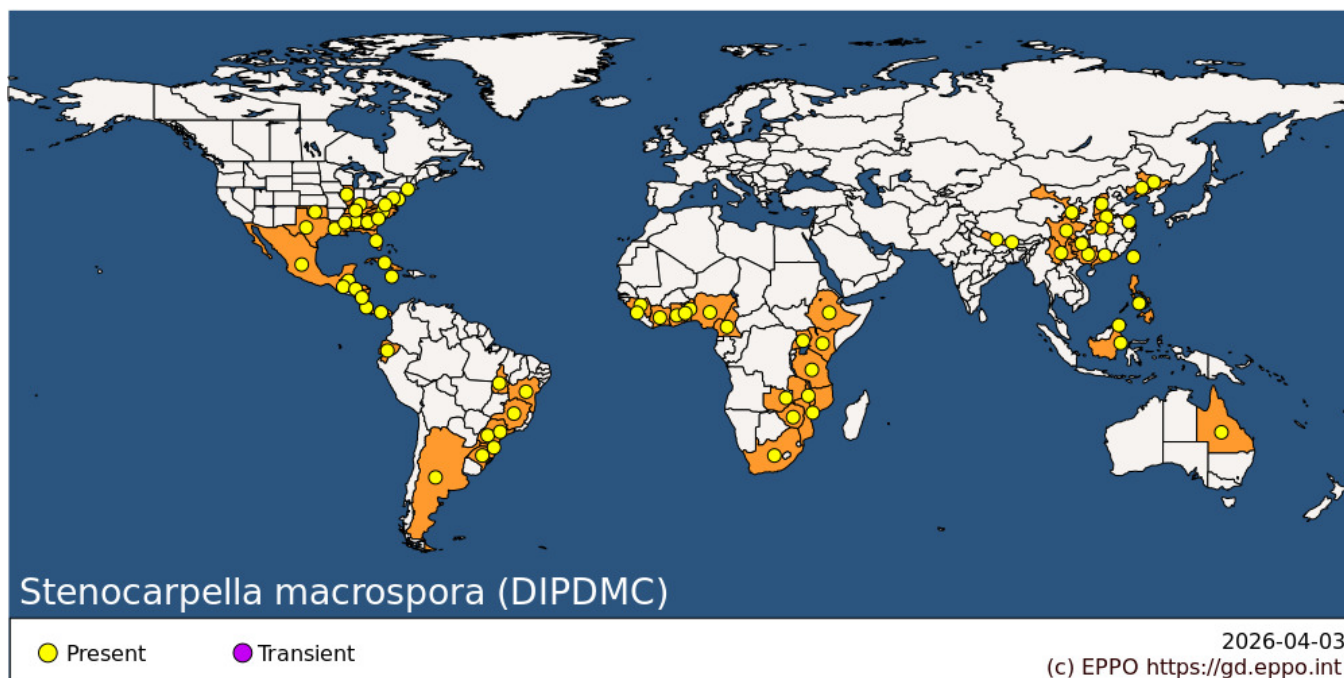 Stenocarpella macrospora (DIPDMC)
Present
Transient
2026-04-03
(c) EPPO https://gd.eppo.int